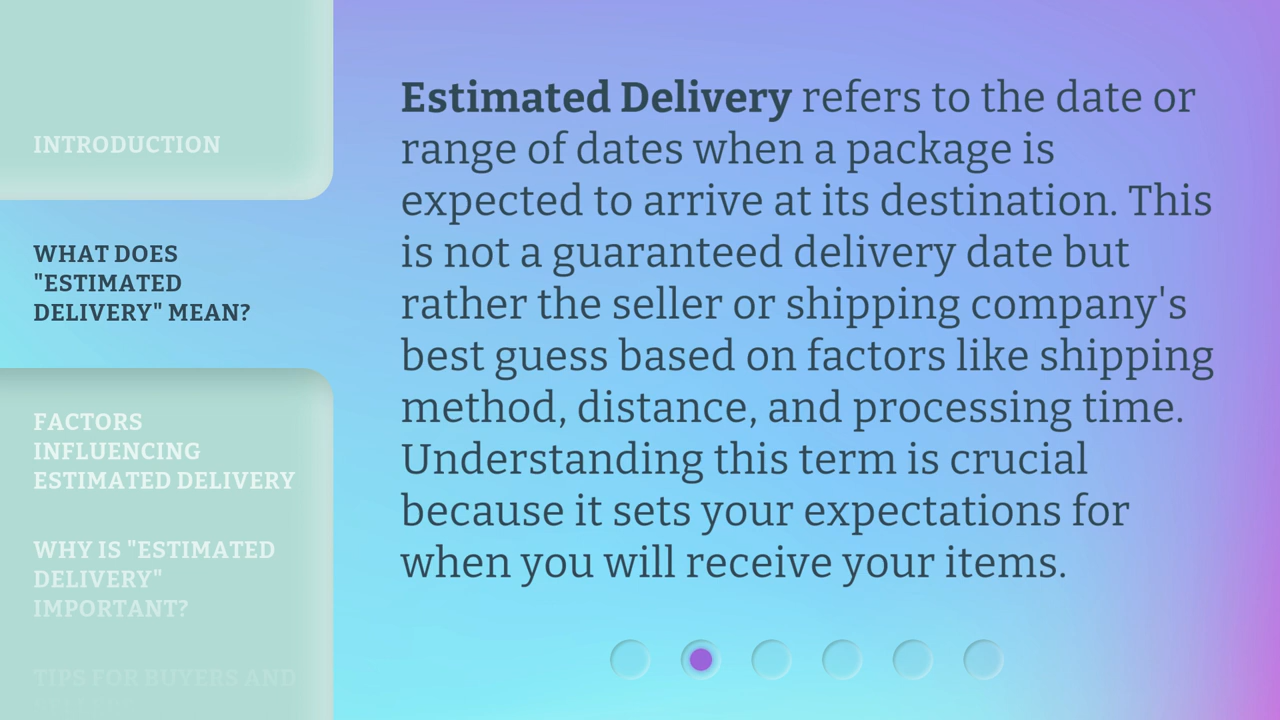 INTRODUCTION
WHAT DOES
"ESTIMATED
DELIVERY" MEAN?
FACTORS
INFLUENCING
ESTIMATED DELIVERY
WHY IS "ESTIMATED
DELIVERY"
IMPORTANT?
TIPS FOR BUYERS AND
Estimated Delivery refers to the date or
range of dates when a package is
expected to arrive at its destination. This
is not a guaranteed delivery date but
rather the seller or shipping company's
best guess based on factors like shipping
method, distance, and processing time.
Understanding this term is crucial
because it sets your expectations for
when you will receive your items.